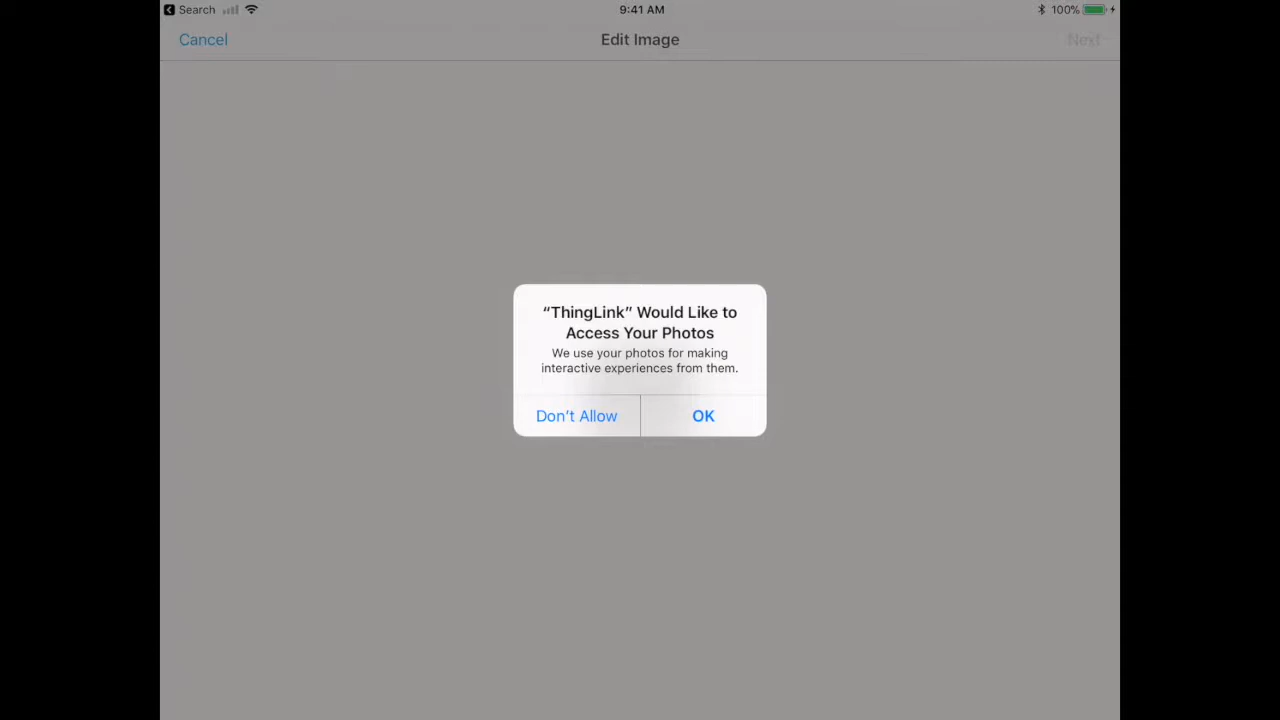 Search 9:41 AM 100%
Cancel Edit Image Next
“ThingLink” Would Like to
Access Your Photos
We use your photos for making
interactive experiences from them.
Don’t Allow OK